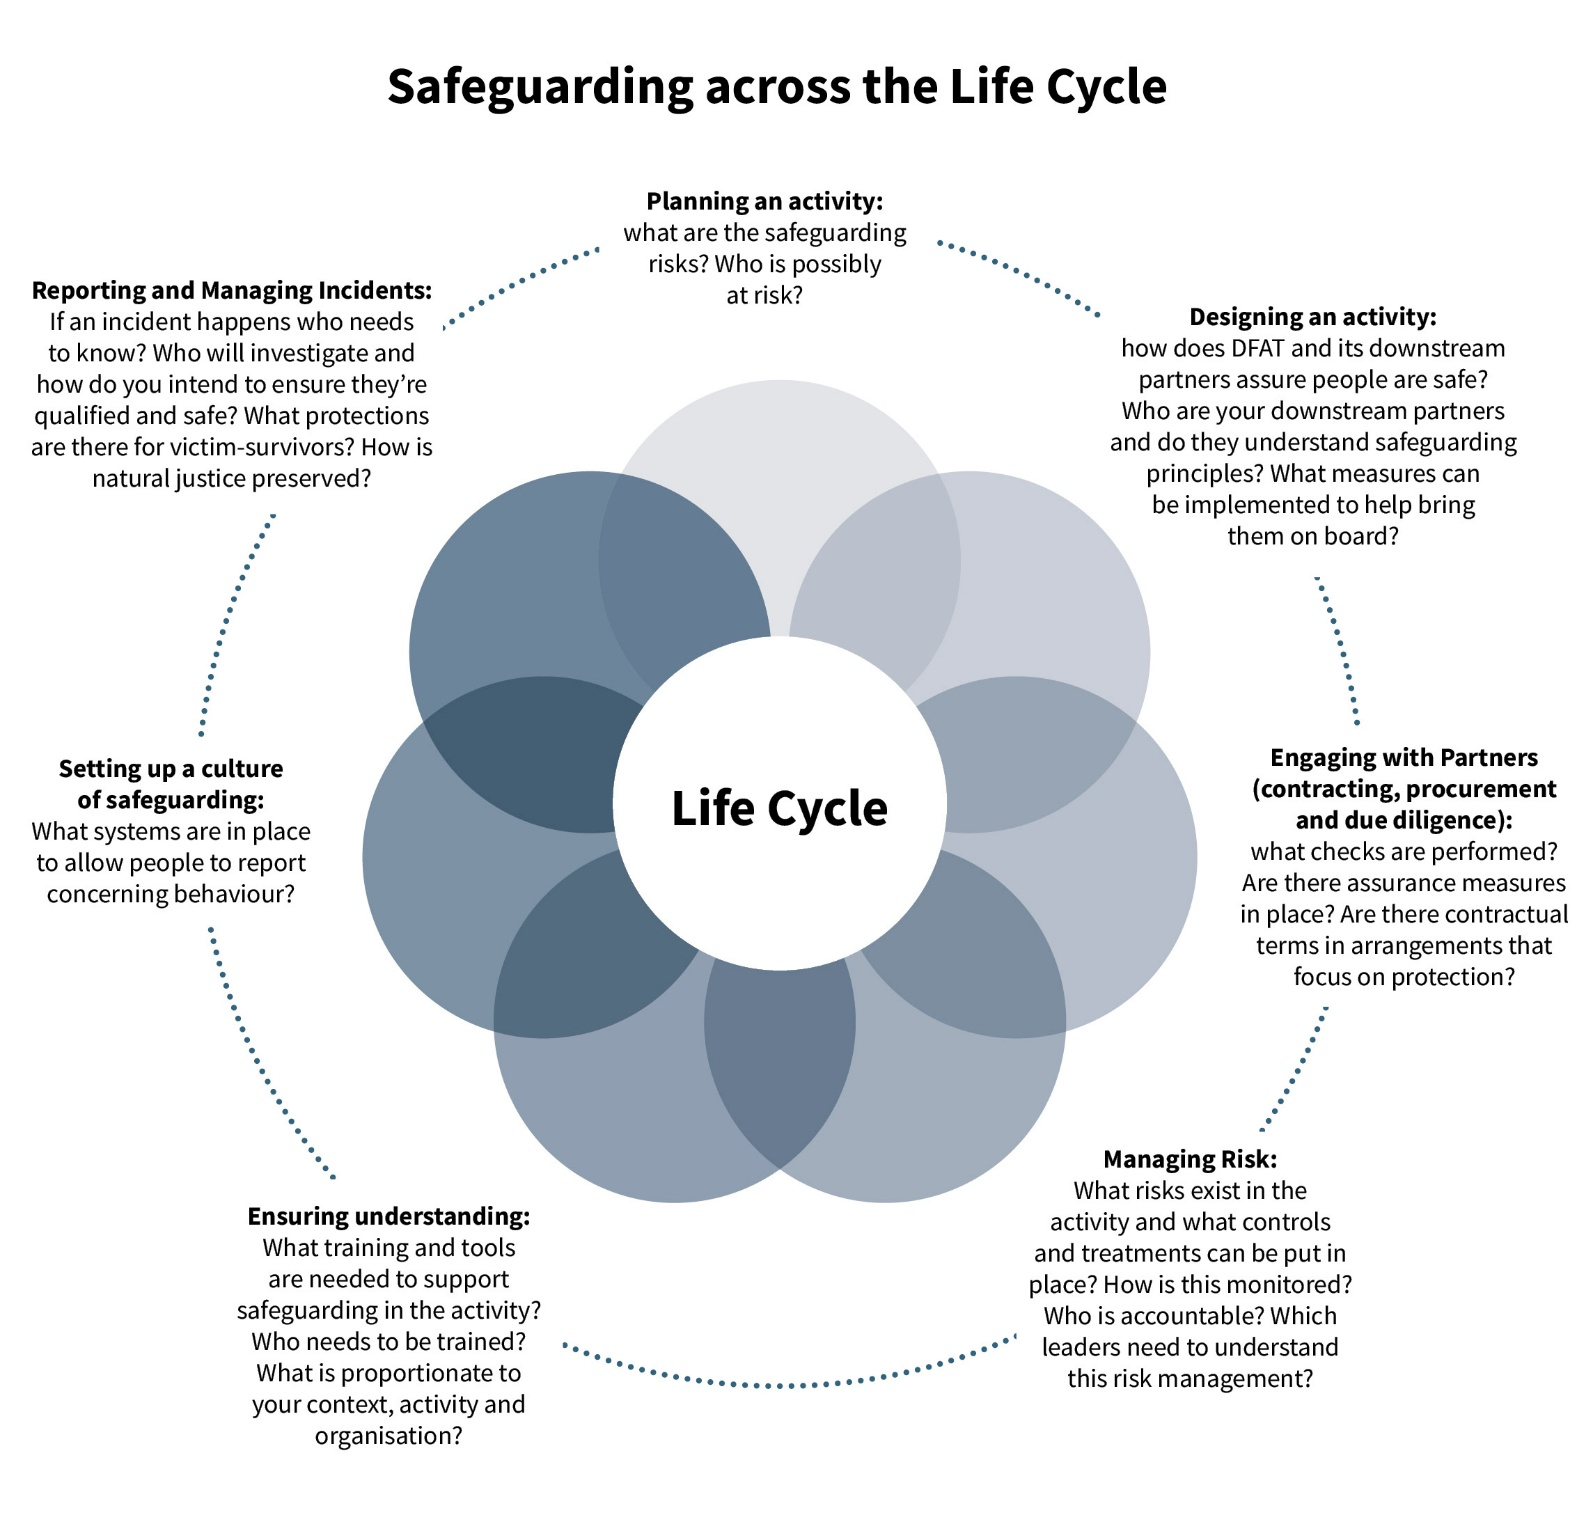 Safeguarding across the Life Cycle
Planning an activity:
what are the safeguarding
risks? Who is possibly
at risk?
Designing an activity:
how does DFAT and its downstream
partners assure people are safe?
Who are your downstream partners
and do they understand safeguarding
principles? What measures can
be implemented to help bring
them on board?
Engaging with Partners
(contracting, procurement
and due diligence):
what checks are performed?
Are there assurance measures
in place? Are there contractual
terms in arrangements that
focus on protection?
Managing Risk:
What risks exist in the
activity and what controls
and treatments can be put in
place? How is this monitored?
Who is accountable? Which
leaders need to understand
this risk management?
Ensuring understanding:
What training and tools
are needed to support
safeguarding in the activity?
Who needs to be trained?
What is proportionate to
your context, activity and
organisation?
Setting up a culture
of safeguarding:
What systems are in place
to allow people to report
concerning behaviour?
Reporting and Managing Incidents:
If an incident happens who needs
to know? Who will investigate and
how do you intend to ensure they’re
qualified and safe? What protections
are there for victim-survivors? How is
natural justice preserved?
Life Cycle